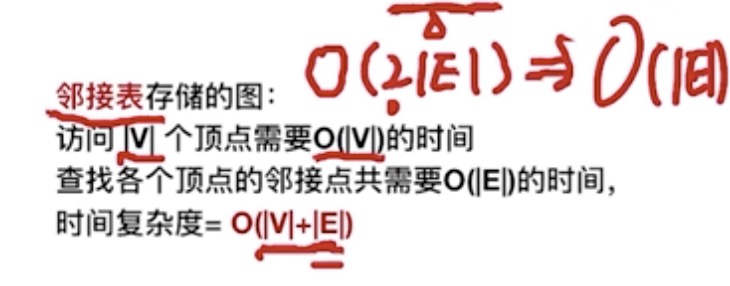 O(2|E|) ⇒ O(|E|)
邻接表存储的图：
访问 |V| 个顶点需要O(|V|)的时间
查找各个顶点的邻接点共需要O(|E|)的时间，
时间复杂度= O(|V|+|E|)